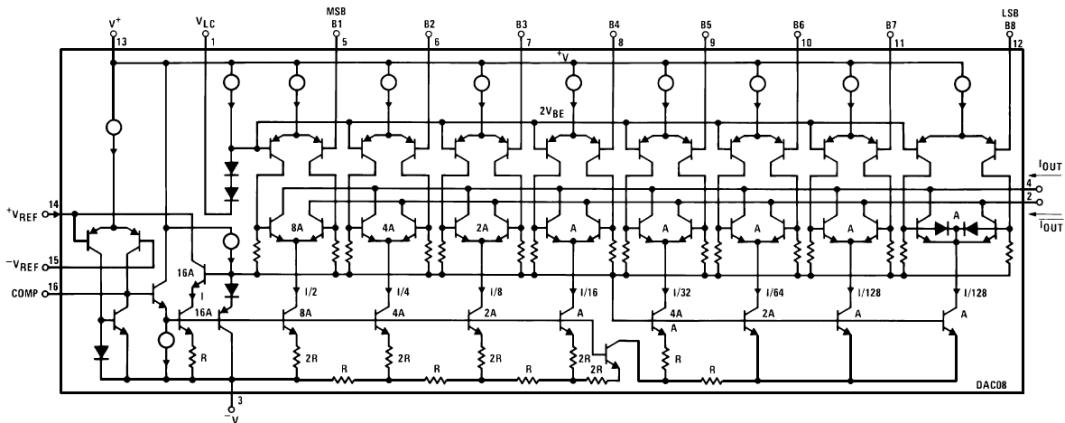 MSB LSB
V+ VLC B1 B2 B3 B4 B5 B6 B7 B8
13 1 5 6 7 8 9 10 11 12
+V
2VBE
IOUT
4
14
+VREF
2
IOUT
8A 4A 2A A A A A A
-VREF 15
16A
COMP 16
I I/2 I/4 I/8 I/16 I/32 I/64 I/128 I/128
16A 8A 4A 2A A 4A 2A A A
A
R 2R 2R 2R 2R R
2R
R R R R
3
-V
DAC08